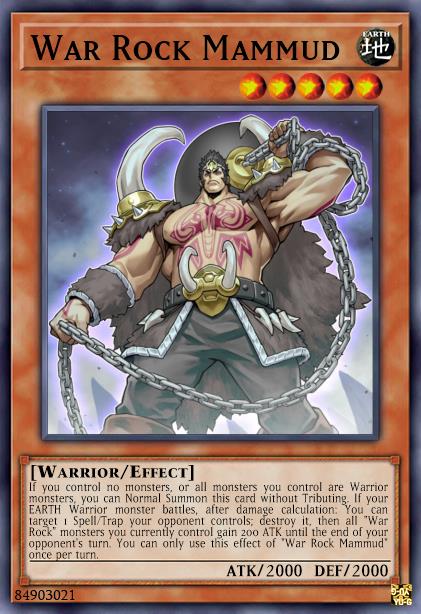 War Rock Mammud
EARTH
地
[Warrior/Effect]
If you control no monsters, or all monsters you control are Warrior
monsters, you can Normal Summon this card without Tributing. If your
EARTH Warrior monster battles, after damage calculation: You can
target 1 Spell/Trap your opponent controls; destroy it, then all "War
Rock" monsters you currently control gain 200 ATK until the end of your
opponent's turn. You can only use this effect of "War Rock Mammud"
once per turn.
ATK/2000 DEF/2000
84903021